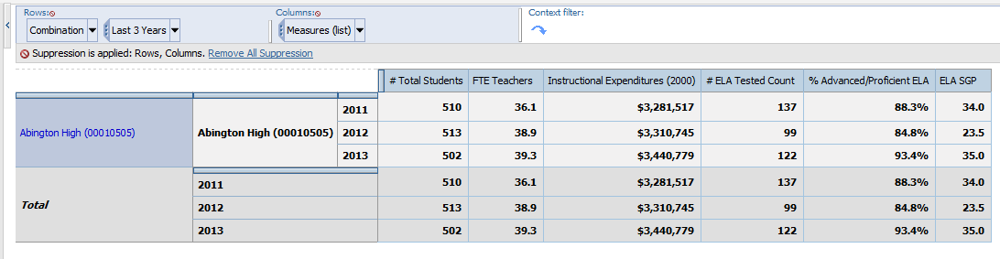 Rows: Columns: Context filter:
Combination Last 3 Years Measures (list)
Suppression is applied: Rows, Columns. Remove All Suppression
# Total Students FTE Teachers Instructional Expenditures (2000) # ELA Tested Count % Advanced/Proficient ELA ELA SGP
2011 510 36.1 $3,281,517 137 88.3% 34.0
Abington High (00010505) Abington High (00010505) 2012 513 38.9 $3,310,745 99 84.8% 23.5
2013 502 39.3 $3,440,779 122 93.4% 35.0
2011 510 36.1 $3,281,517 137 88.3% 34.0
Total 2012 513 38.9 $3,310,745 99 84.8% 23.5
2013 502 39.3 $3,440,779 122 93.4% 35.0